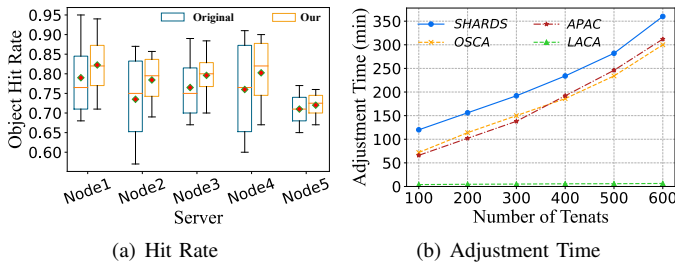 Original Our
Object Hit Rate
0.95
0.90
0.85
0.80
0.75
0.70
0.65
0.60
Node1 Node2 Node3 Node4 Node5
Server
(a) Hit Rate
SHARDS APAC
OSCA LACA
Adjustment Time (min)
350
300
250
200
150
100
50
0
100 200 300 400 500 600
Number of Tenats
(b) Adjustment Time